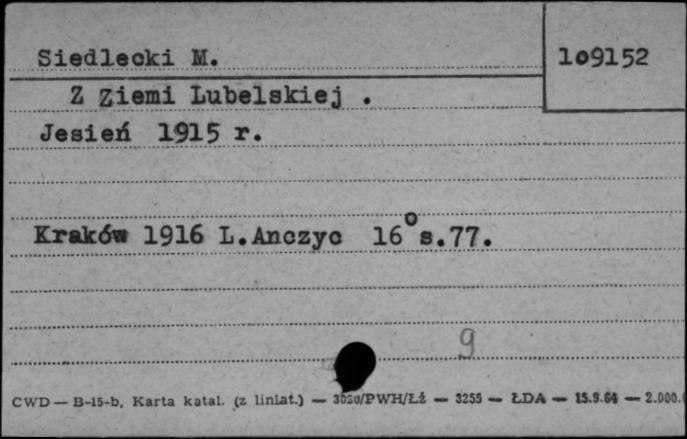 Siedlecki M.
109152
Z Ziemi Lubelskiej .
Jesień 1915 r.
Kraków 1916 L.Anczyc 16° s.77.
9
CWD — B-15-b, Karta katal. (z liniat.) — 3020/PWH/Łź — 3255 — ŁDA — 15.9.64 — 2.000.